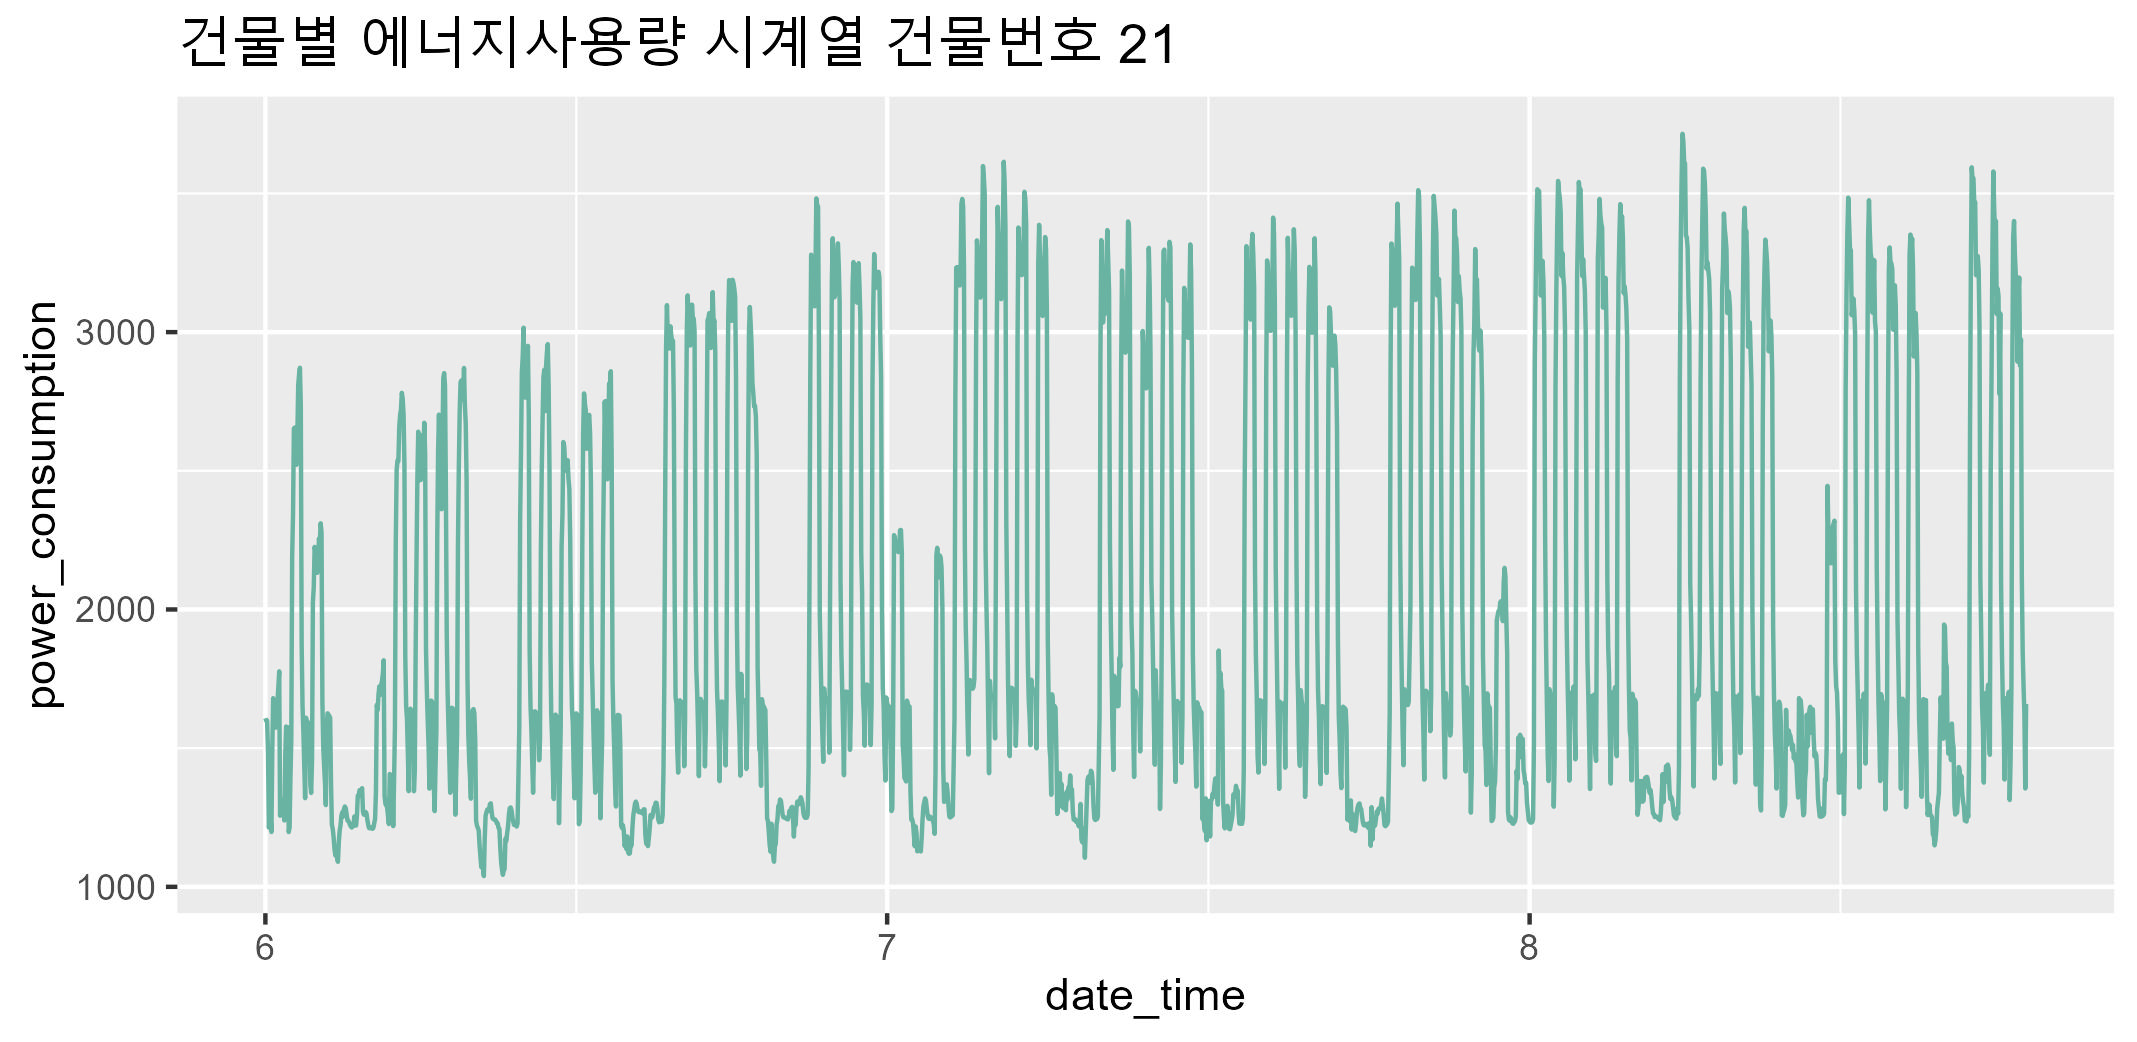 건물별 에너지사용량 시계열 건물번호 21
power_consumption
3000
2000
1000
6
7
8
date_time